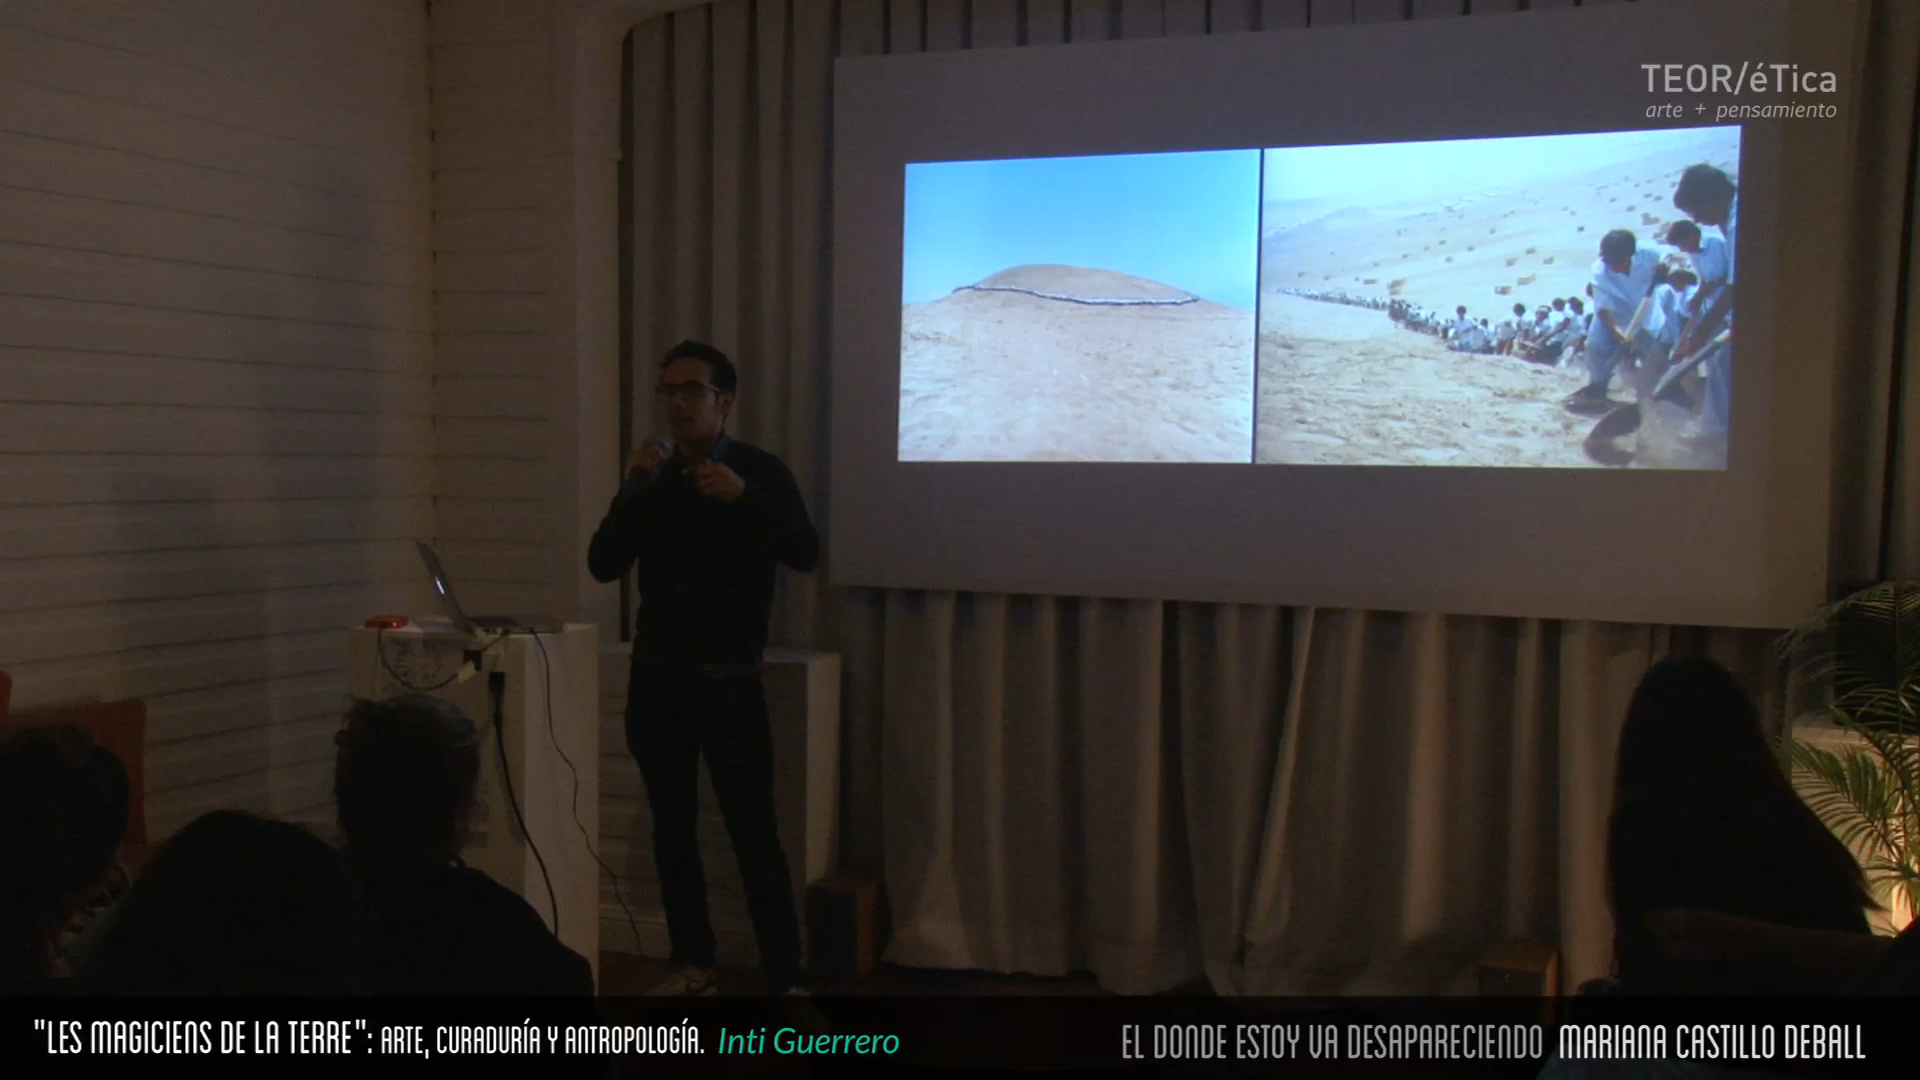 TEOR/éTica
arte + pensamiento
"LES MAGICIENS DE LA TERRE": ARTE, CURADURÍA Y ANTROPOLOGÍA. Inti Guerrero
EL DONDE ESTOY VA DESAPARECIENDO MARIANA CASTILLO DEBALL